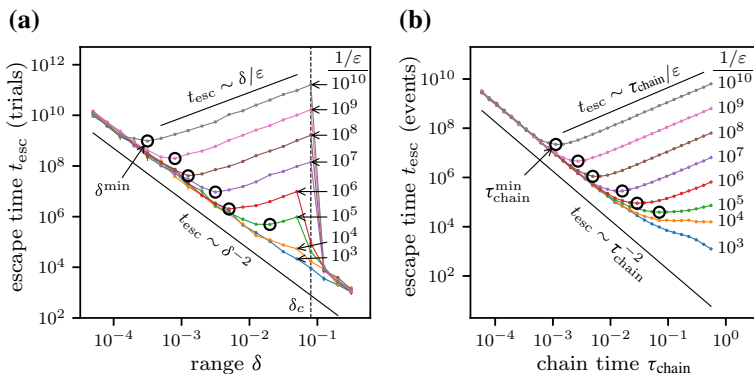 (a)
escape time t_esc (trials)
10^12
10^10
10^8
10^6
10^4
10^2
10^−4
10^−3
10^−2
10^−1
range δ
t_esc ~ δ/ε
t_esc ~ δ^−2
δ^min
δ_c
1/ε
10^10
10^9
10^8
10^7
10^6
10^5
10^4
10^3
(b)
escape time t_esc (events)
10^10
10^8
10^6
10^4
10^2
10^−4
10^−3
10^−2
10^−1
10^0
chain time τ_chain
t_esc ~ τ_chain/ε
t_esc ~ τ_chain^−2
τ_chain^min
1/ε
10^10
10^9
10^8
10^7
10^6
10^5
10^4
10^3